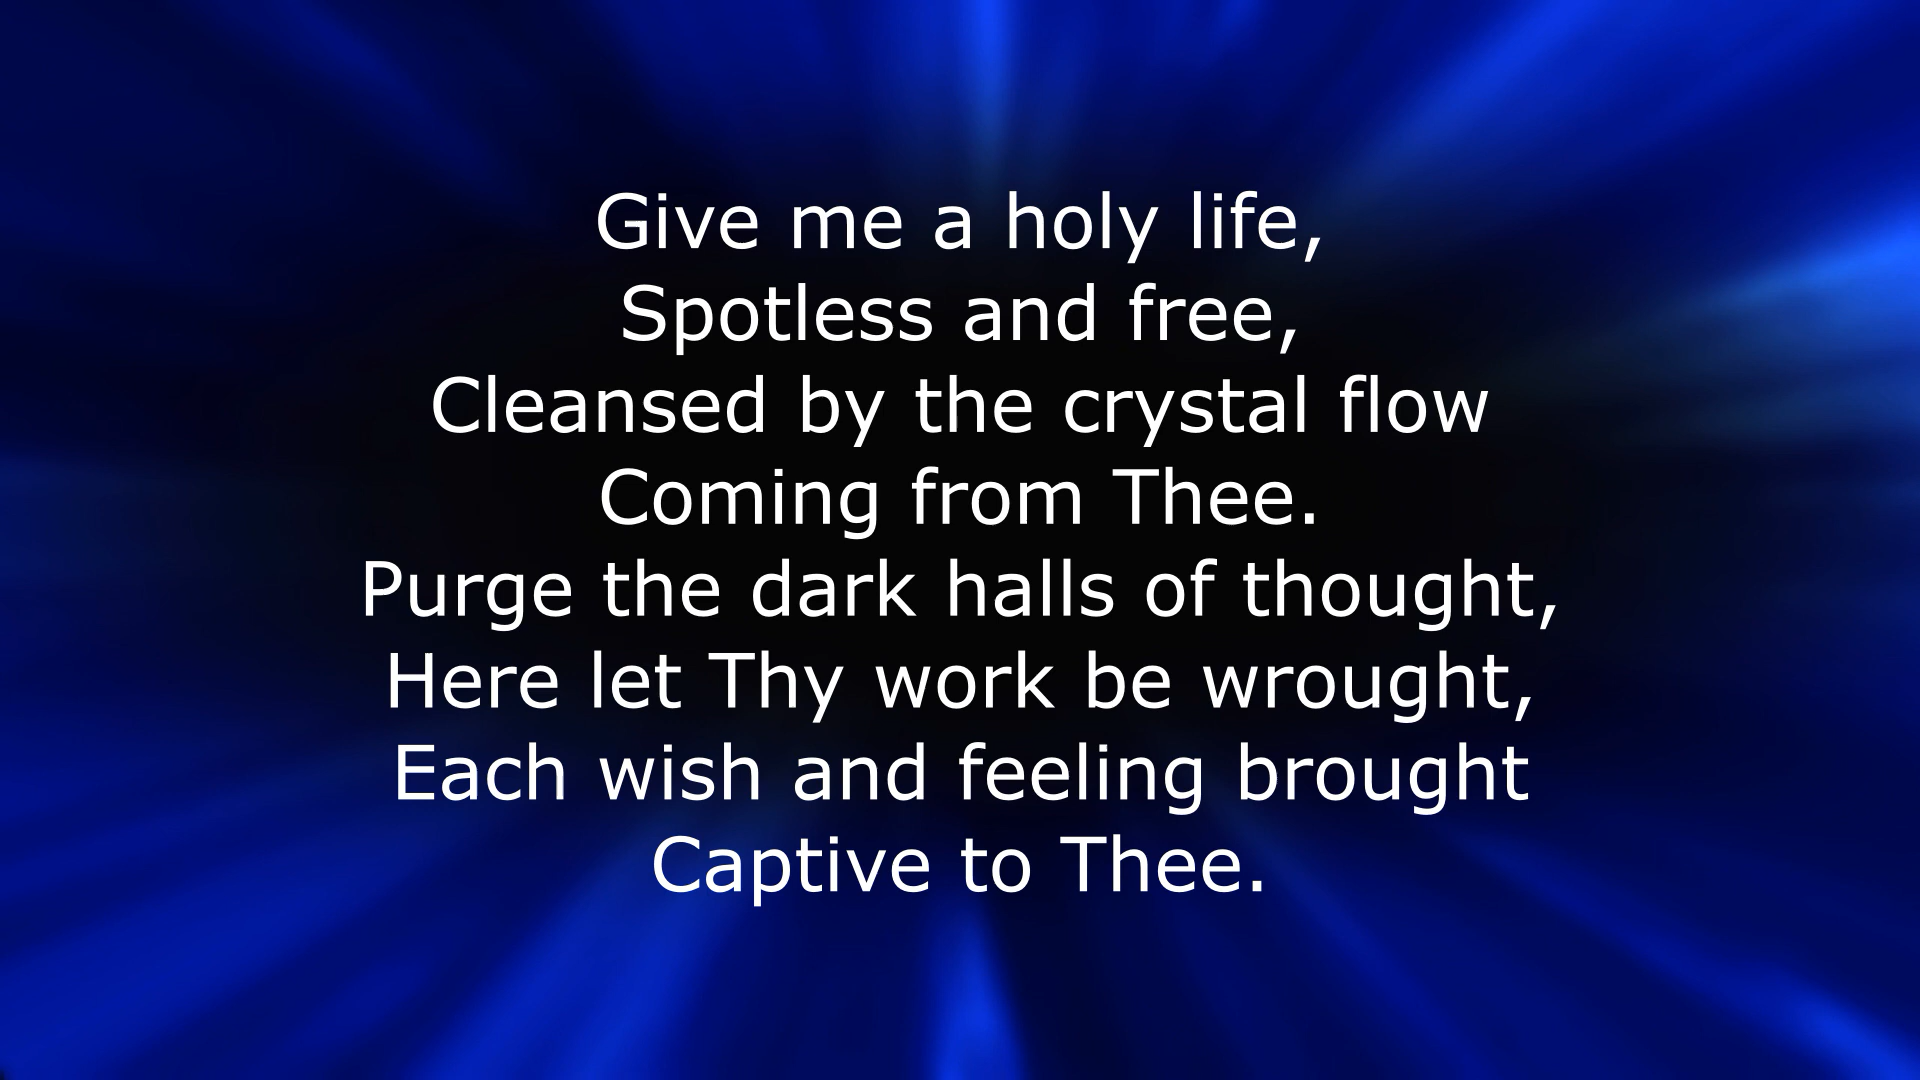 Give me a holy life,
Spotless and free,
Cleansed by the crystal flow
Coming from Thee.
Purge the dark halls of thought,
Here let Thy work be wrought,
Each wish and feeling brought
Captive to Thee.